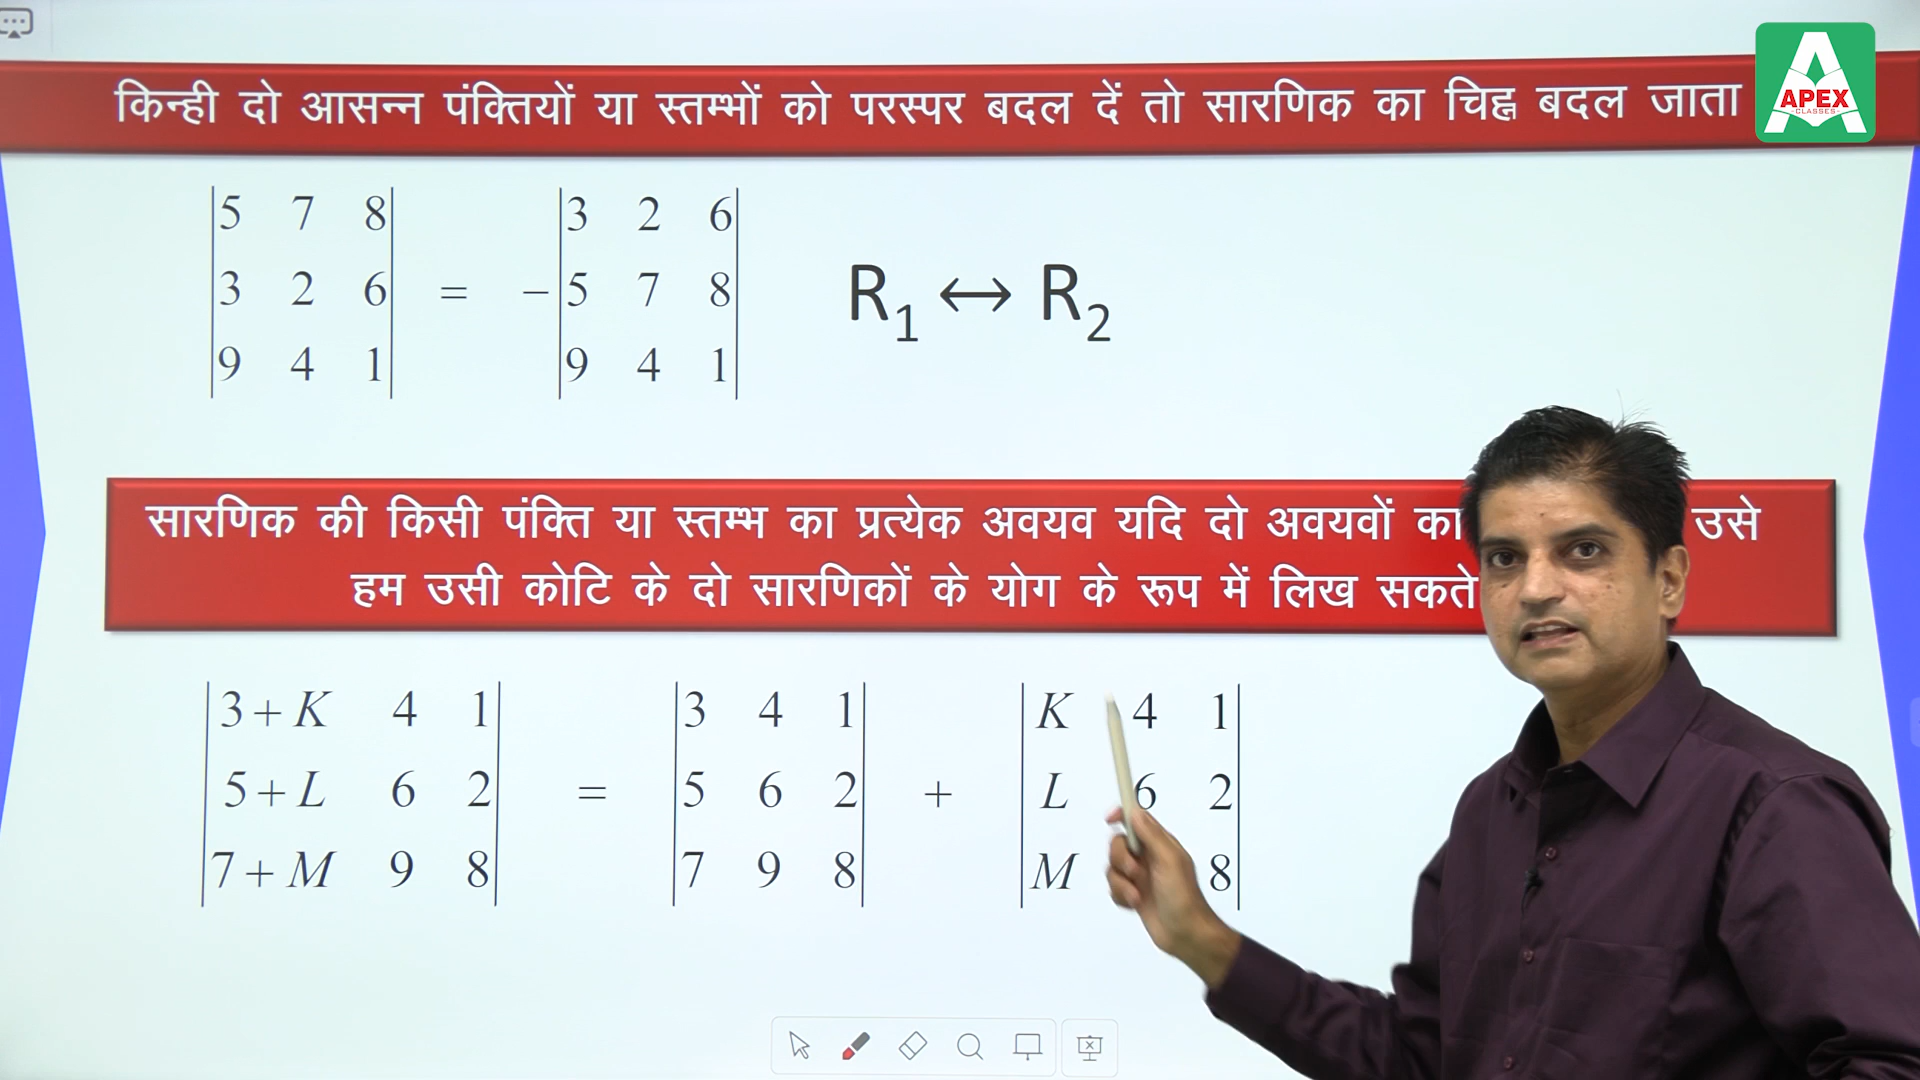 किन्ही दो आसन्न पंक्तियों या स्तम्भों को परस्पर बदल दें तो सारणिक का चिह्न बदल जाता
APEX
CLASSES
|5 7 8| |3 2 6|
|3 2 6| = −|5 7 8| R₁ ↔ R₂
|9 4 1| |9 4 1|
सारणिक की किसी पंक्ति या स्तम्भ का प्रत्येक अवयव यदि दो अवयवों का उसे
हम उसी कोटि के दो सारणिकों के योग के रूप में लिख सकते
|3+K 4 1| |3 4 1| |K 4 1|
|5+L 6 2| = |5 6 2| + |L 6 2|
|7+M 9 8| |7 9 8| |M 8|